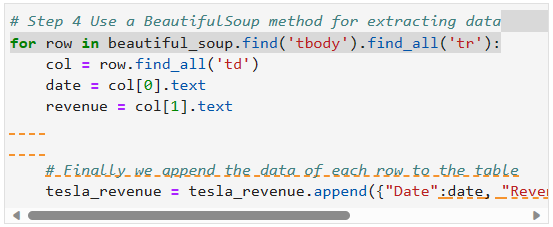 # Step 4 Use a BeautifulSoup method for extracting data
for row in beautiful_soup.find('tbody').find_all('tr'):
    col = row.find_all('td')
    date = col[0].text
    revenue = col[1].text
    # Finally we append the data of each row to the table
    tesla_revenue = tesla_revenue.append({"Date":date, "Reven